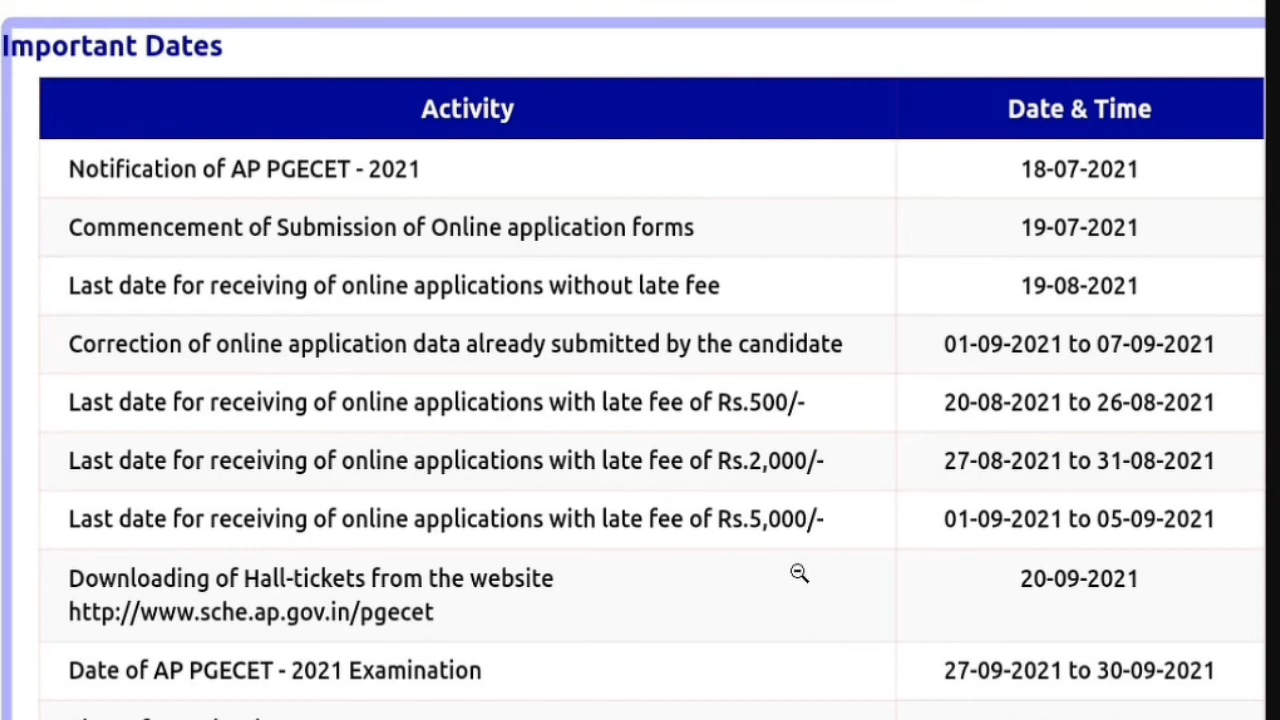 Important Dates
Activity Date & Time
Notification of AP PGECET - 2021 18-07-2021
Commencement of Submission of Online application forms 19-07-2021
Last date for receiving of online applications without late fee 19-08-2021
Correction of online application data already submitted by the candidate 01-09-2021 to 07-09-2021
Last date for receiving of online applications with late fee of Rs.500/- 20-08-2021 to 26-08-2021
Last date for receiving of online applications with late fee of Rs.2,000/- 27-08-2021 to 31-08-2021
Last date for receiving of online applications with late fee of Rs.5,000/- 01-09-2021 to 05-09-2021
Downloading of Hall-tickets from the website 20-09-2021
http://www.sche.ap.gov.in/pgecet
Date of AP PGECET - 2021 Examination 27-09-2021 to 30-09-2021